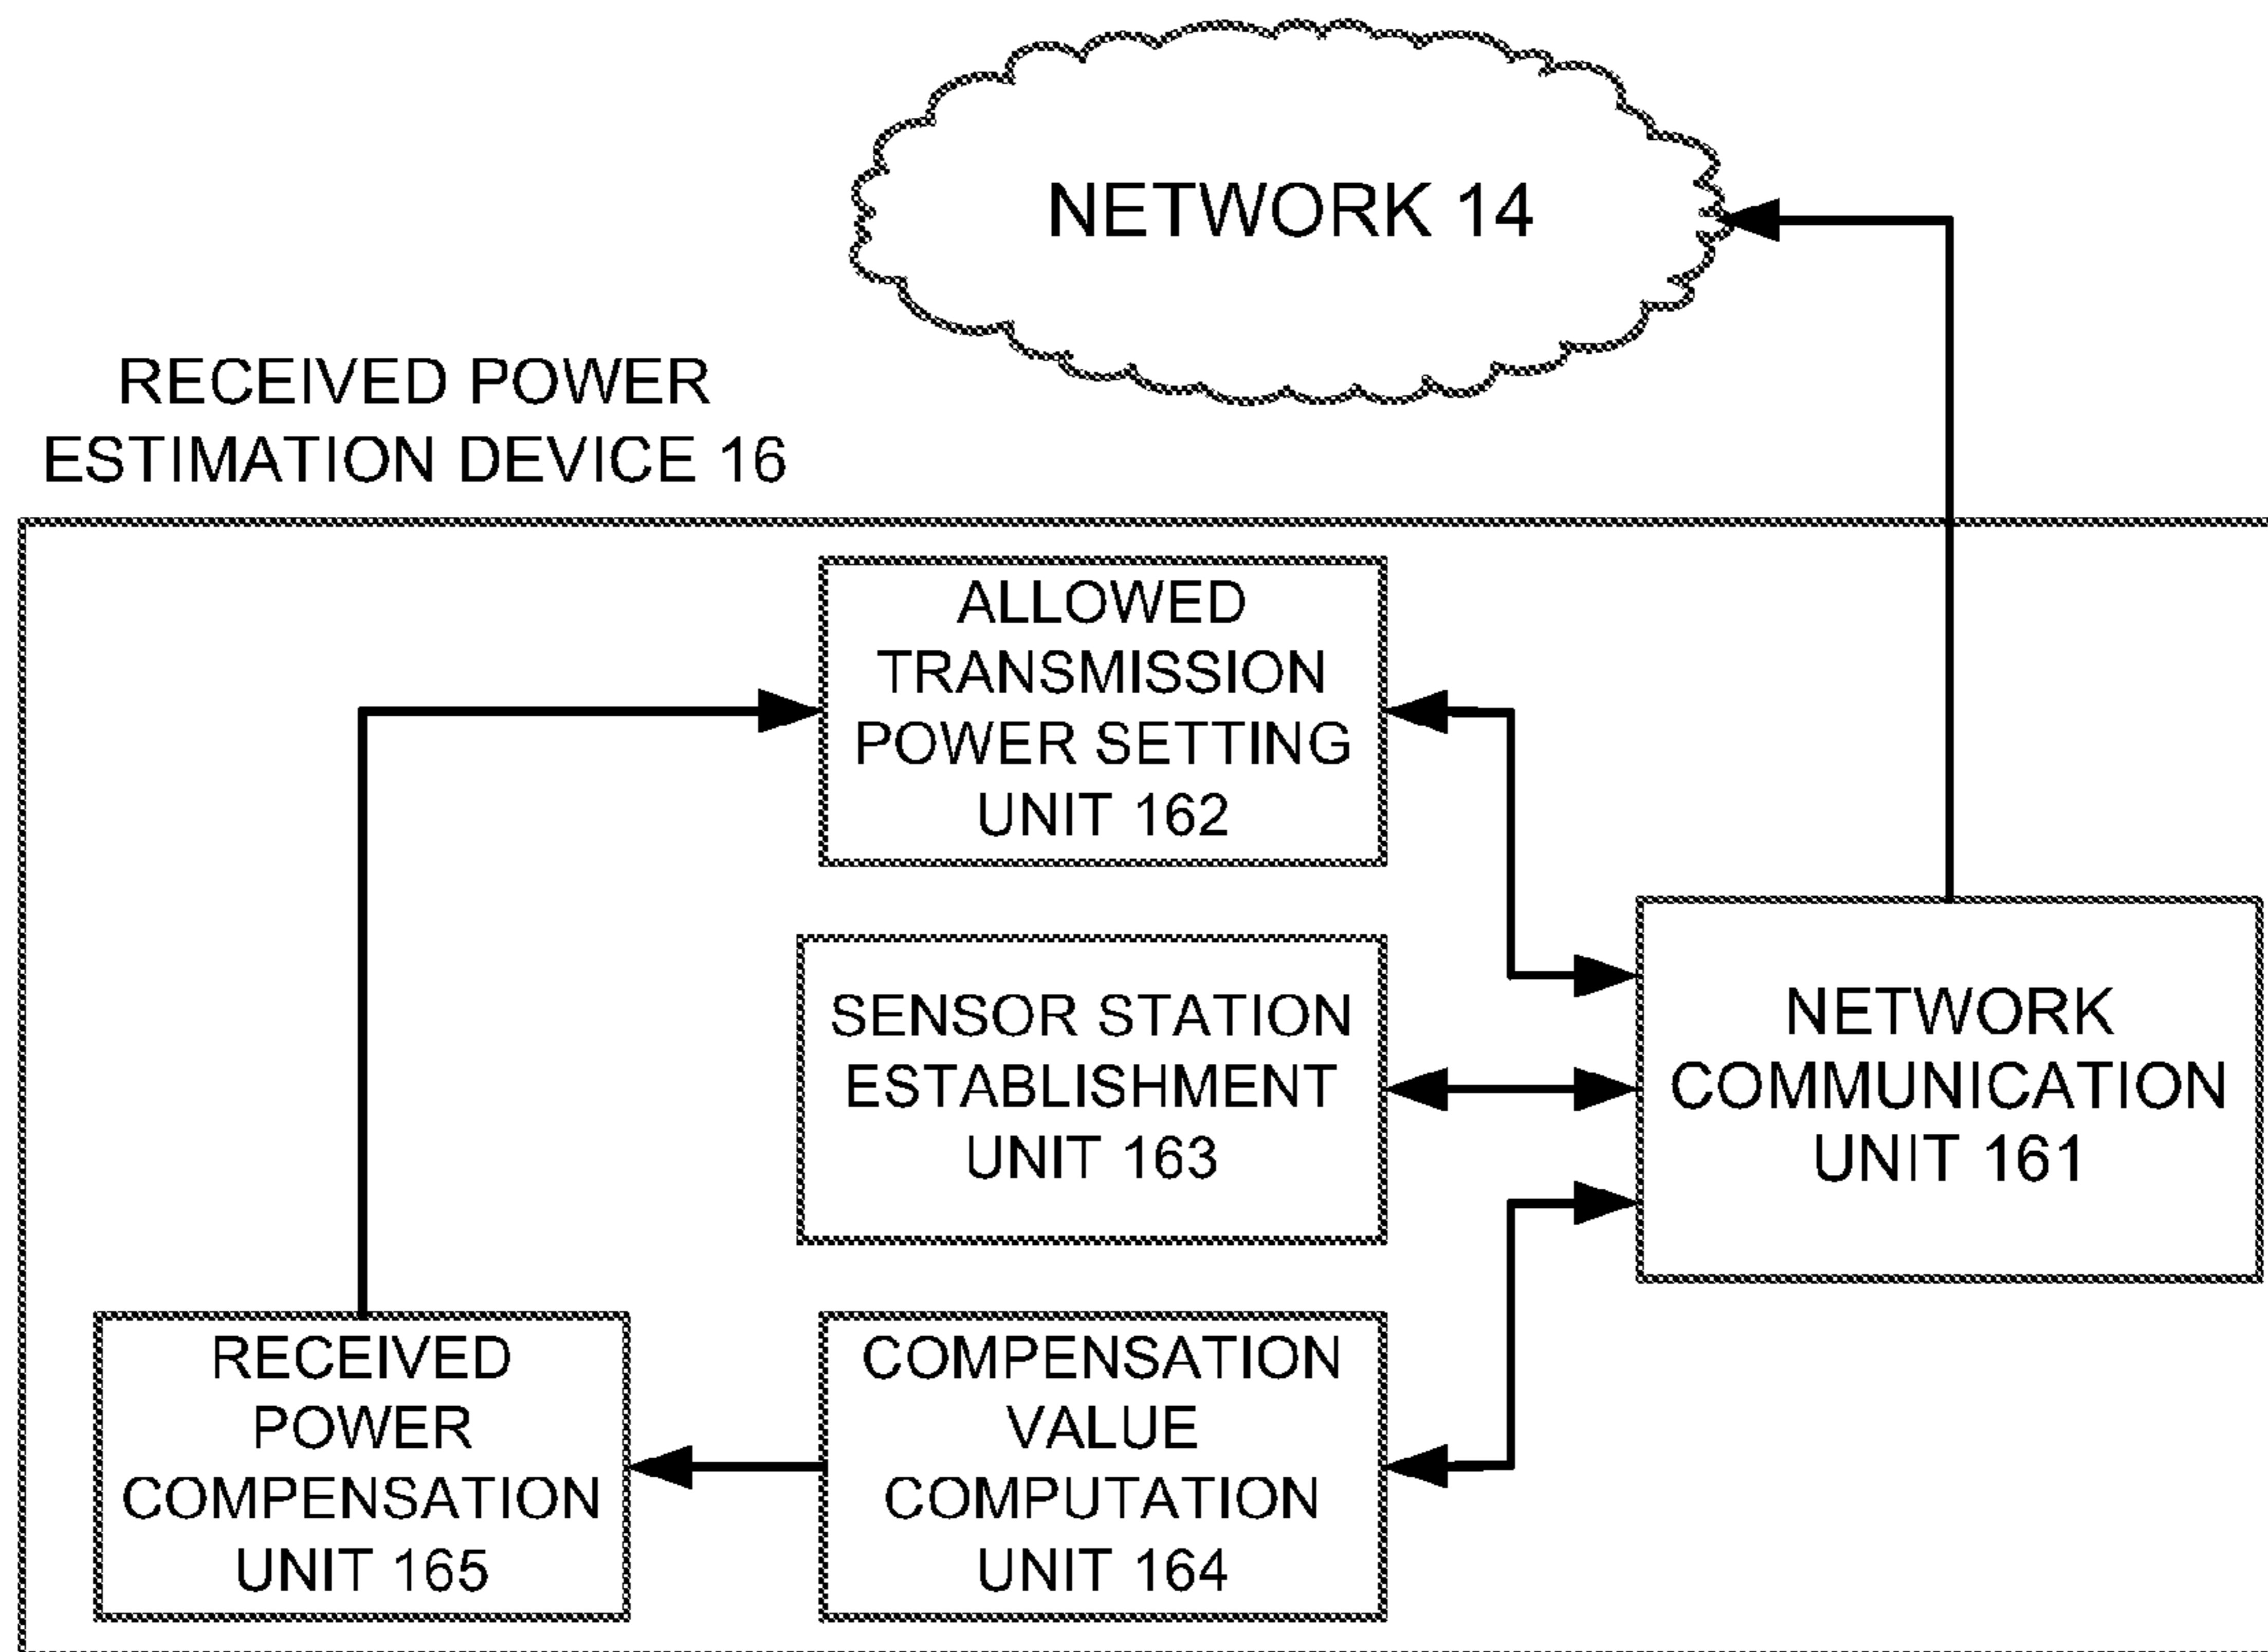 NETWORK 14
RECEIVED POWER
ESTIMATION DEVICE 16
ALLOWED
TRANSMISSION
POWER SETTING
UNIT 162
SENSOR STATION
ESTABLISHMENT
UNIT 163
NETWORK
COMMUNICATION
UNIT 161
RECEIVED
POWER
COMPENSATION
UNIT 165
COMPENSATION
VALUE
COMPUTATION
UNIT 164